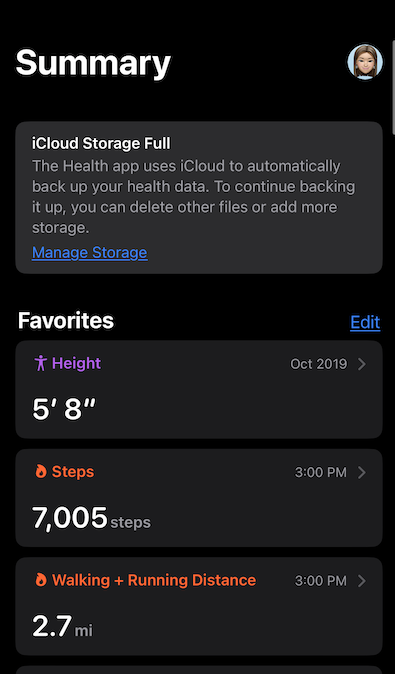 Summary
iCloud Storage Full
The Health app uses iCloud to automatically
back up your health data. To continue backing
it up, you can delete other files or add more
storage.
Manage Storage
Favorites Edit
Height Oct 2019
5′ 8″
Steps 3:00 PM
7,005 steps
Walking + Running Distance 3:00 PM
2.7 mi